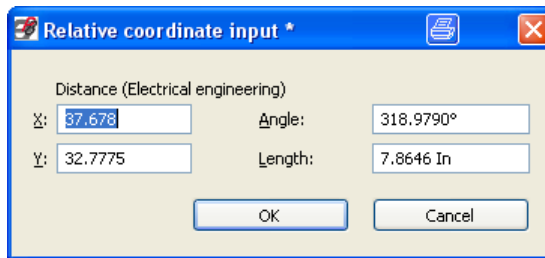 Relative coordinate input *
Distance (Electrical engineering)
X: 37.678 Angle: 318.9790°
Y: 32.7775 Length: 7.8646 In
OK Cancel